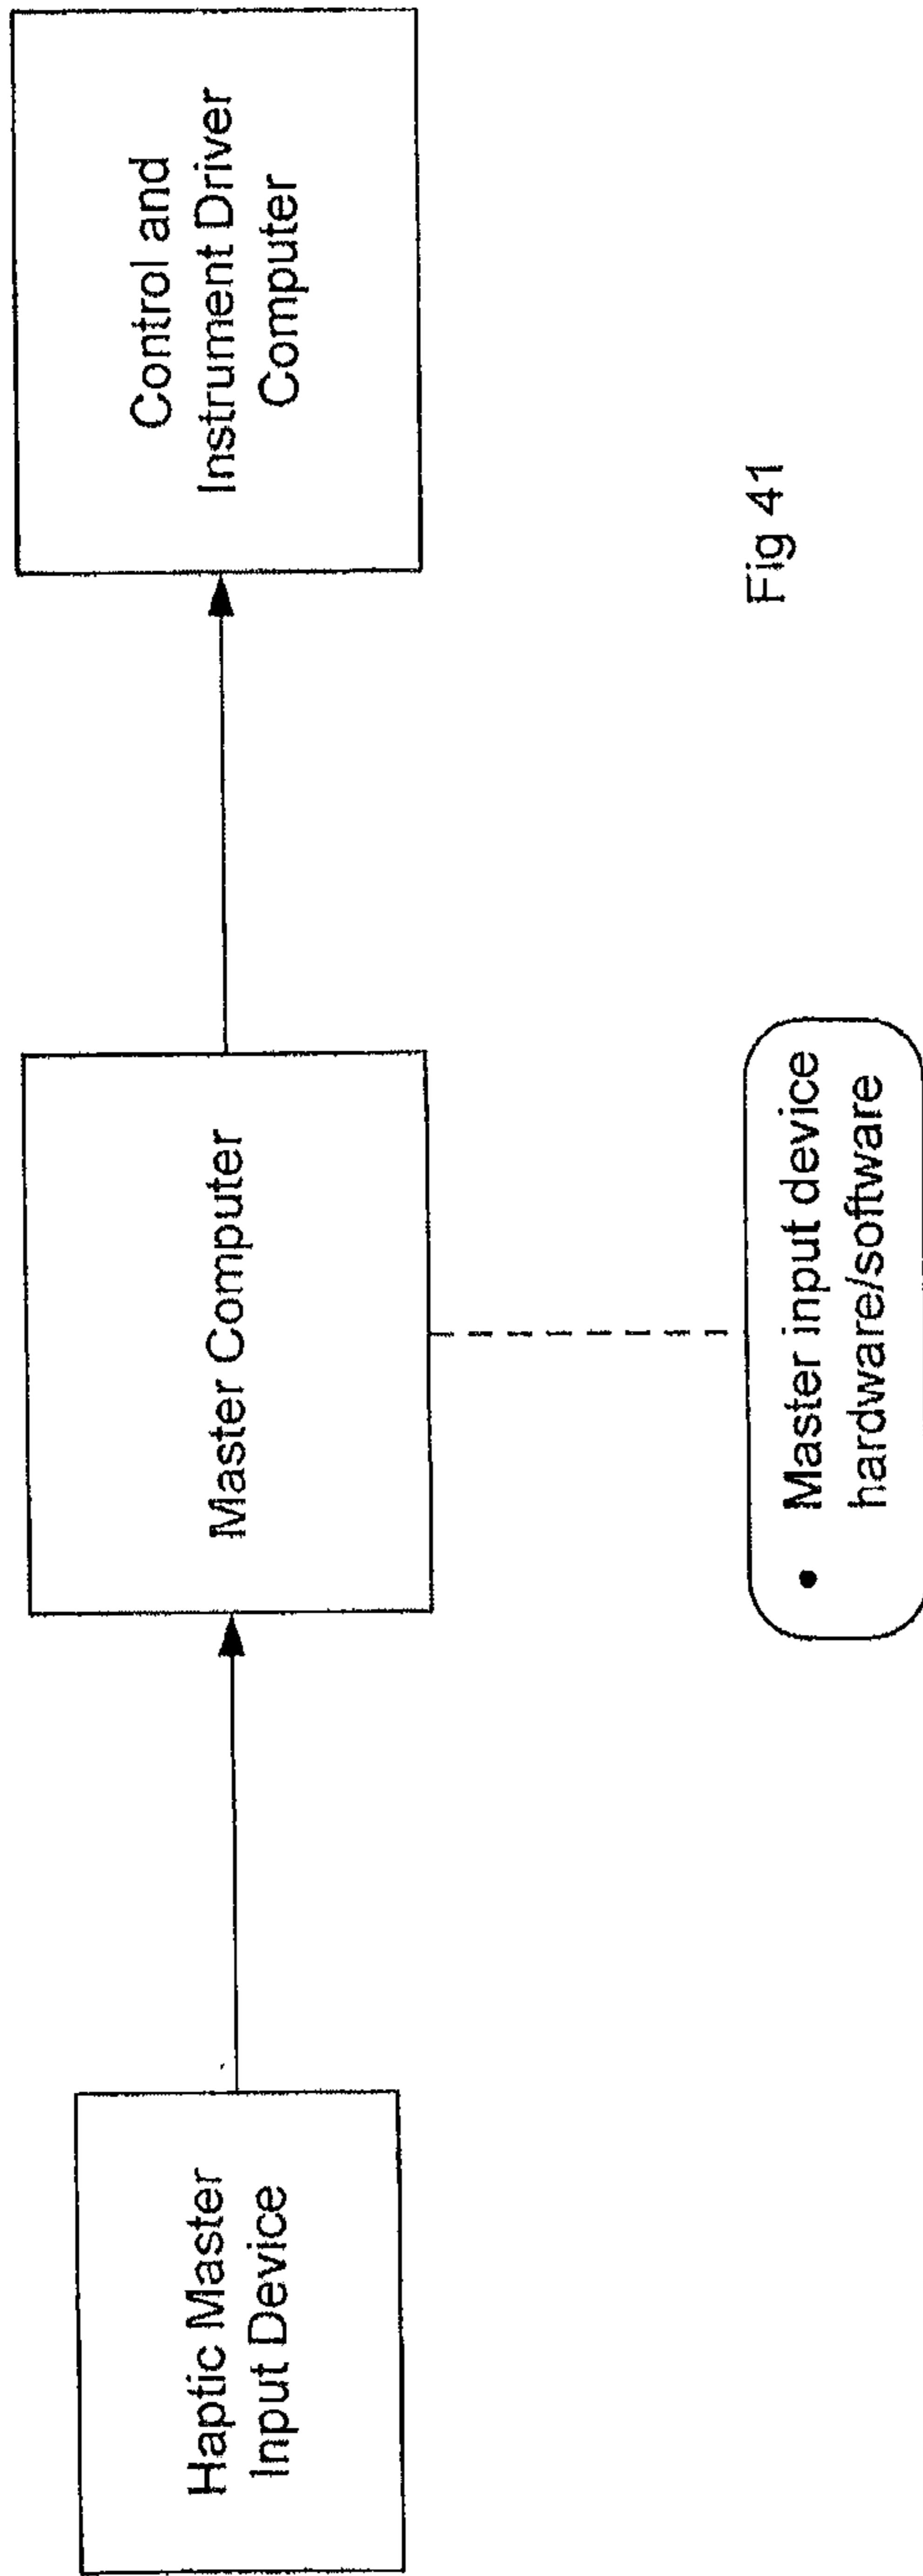 Haptic Master
Input Device
Master Computer
Control and
Instrument Driver
Computer
• Master input device
hardware/software
Fig 41